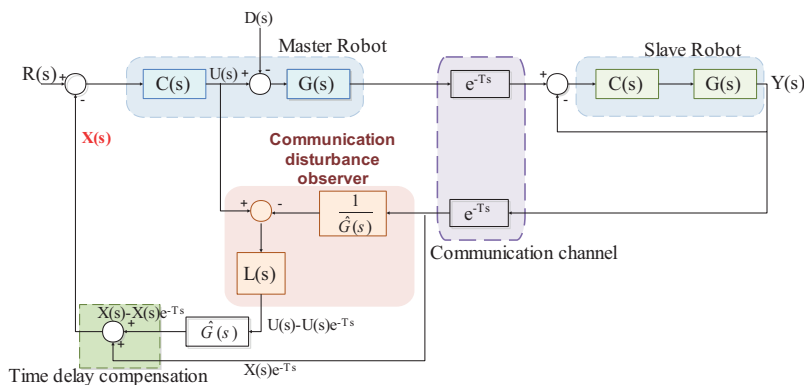 D(s)
Master Robot
Slave Robot
R(s)
+
-
C(s)
U(s)
+
-
G(s)
e-Ts
+
-
C(s)
G(s)
Y(s)
X(s)
Communication
disturbance
observer
+
-
1
Ĝ(s)
e-Ts
Communication channel
L(s)
X(s)-X(s)e-Ts
+
+
Ĝ(s)
U(s)-U(s)e-Ts
X(s)e-Ts
Time delay compensation